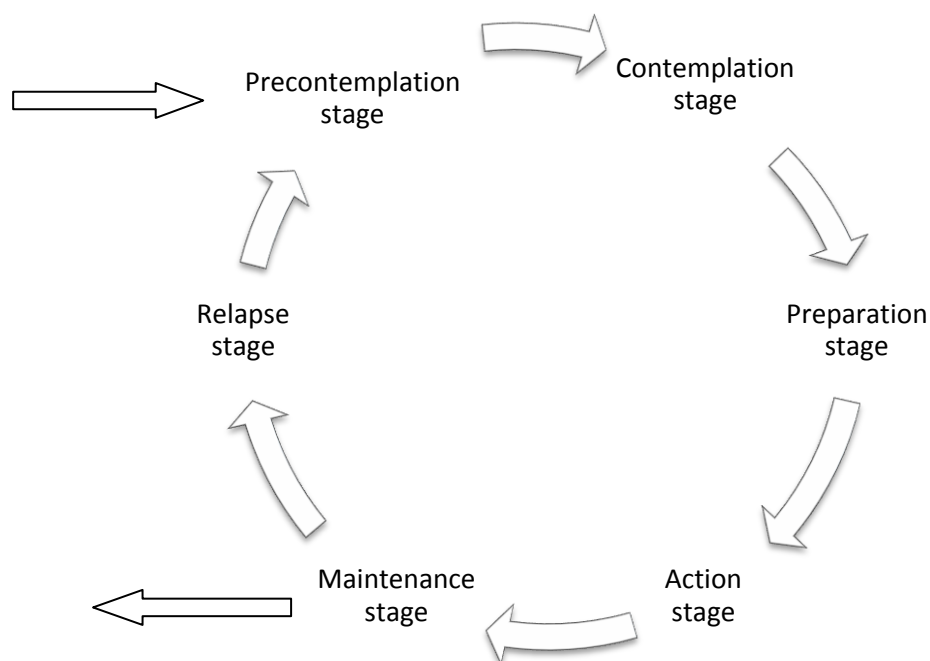 Precontemplation
stage
Contemplation
stage
Preparation
stage
Action
stage
Maintenance
stage
Relapse
stage